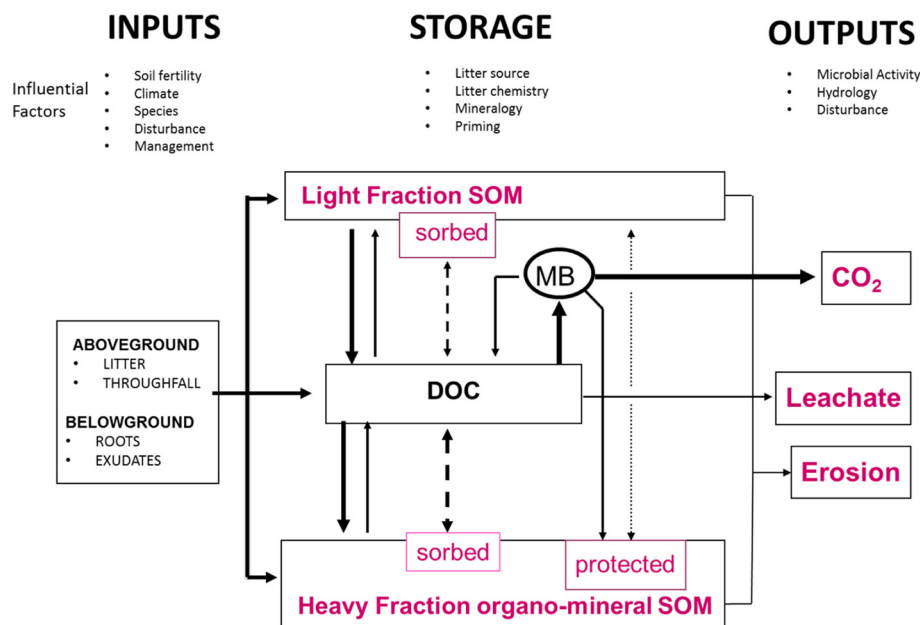 INPUTS
STORAGE
OUTPUTS
Influential
Factors
• Soil fertility
• Climate
• Species
• Disturbance
• Management
• Litter source
• Litter chemistry
• Mineralogy
• Priming
• Microbial Activity
• Hydrology
• Disturbance
Light Fraction SOM
sorbed
MB
CO₂
ABOVEGROUND
• LITTER
• THROUGHFALL
BELOWGROUND
• ROOTS
• EXUDATES
DOC
Leachate
Erosion
sorbed
protected
Heavy Fraction organo-mineral SOM